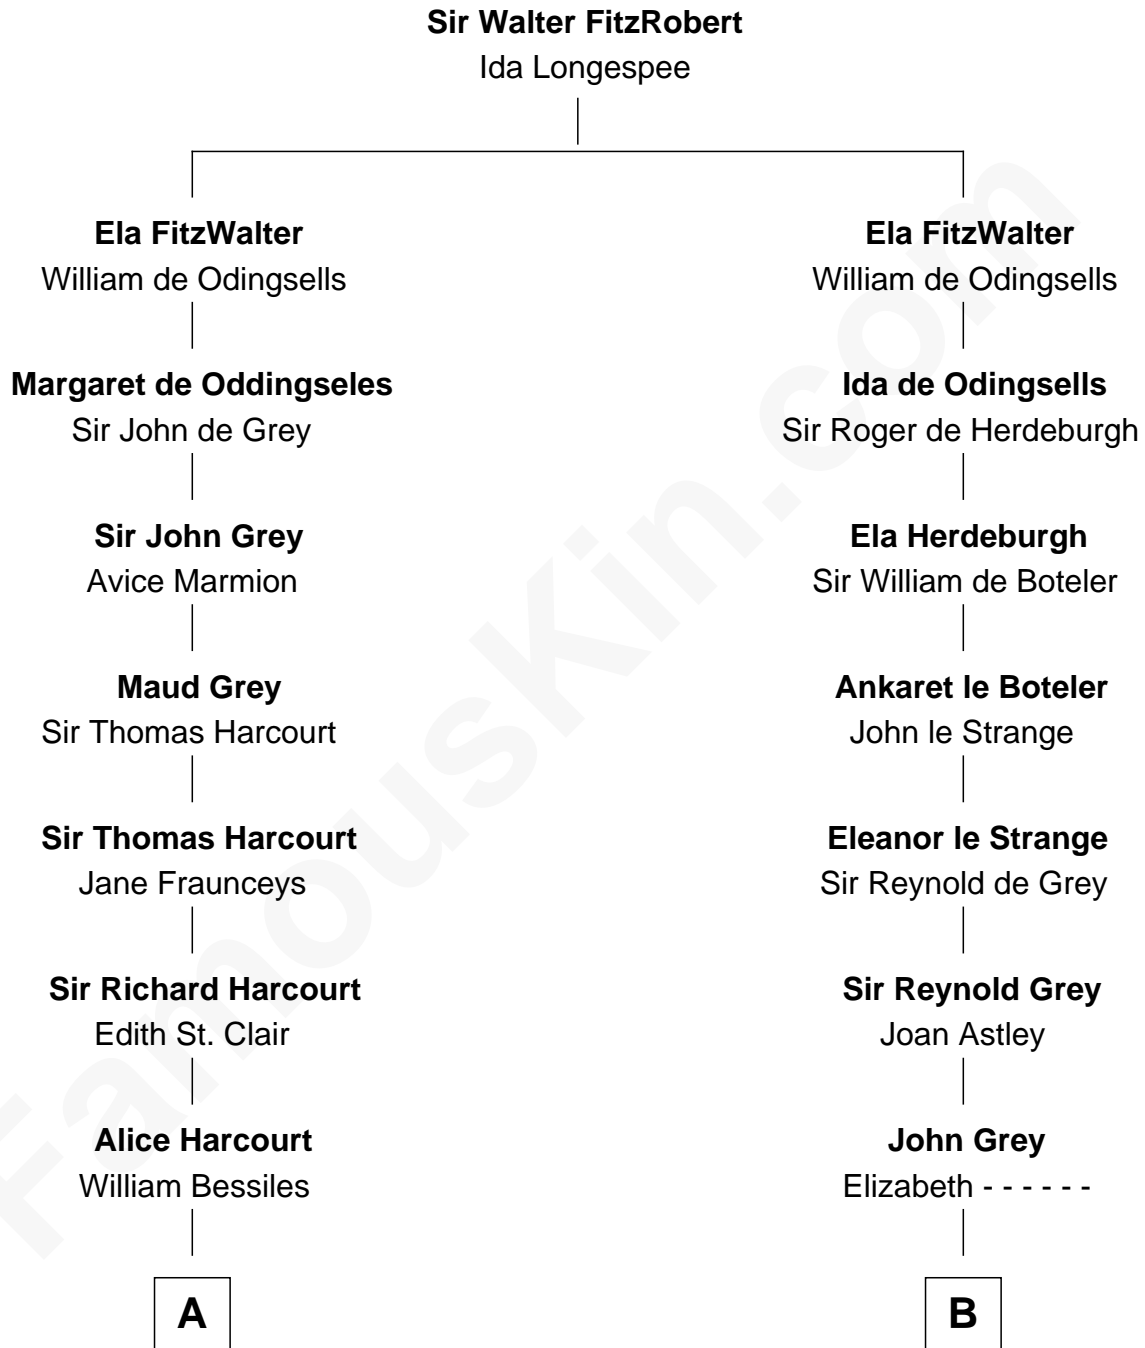 Sir Walter FitzRobert
Ida Longespee
Ela FitzWalter
William de Odingsells
Margaret de Oddingseles
Sir John de Grey
Sir John Grey
Avice Marmion
Maud Grey
Sir Thomas Harcourt
Sir Thomas Harcourt
Jane Fraunceys
Sir Richard Harcourt
Edith St. Clair
Alice Harcourt
William Bessiles
A
Ela FitzWalter
William de Odingsells
Ida de Odingsells
Sir Roger de Herdeburgh
Ela Herdeburgh
Sir William de Boteler
Ankaret le Boteler
John le Strange
Eleanor le Strange
Sir Reynold de Grey
Sir Reynold Grey
Joan Astley
John Grey
Elizabeth - - - - - -
B
FamousKin.com